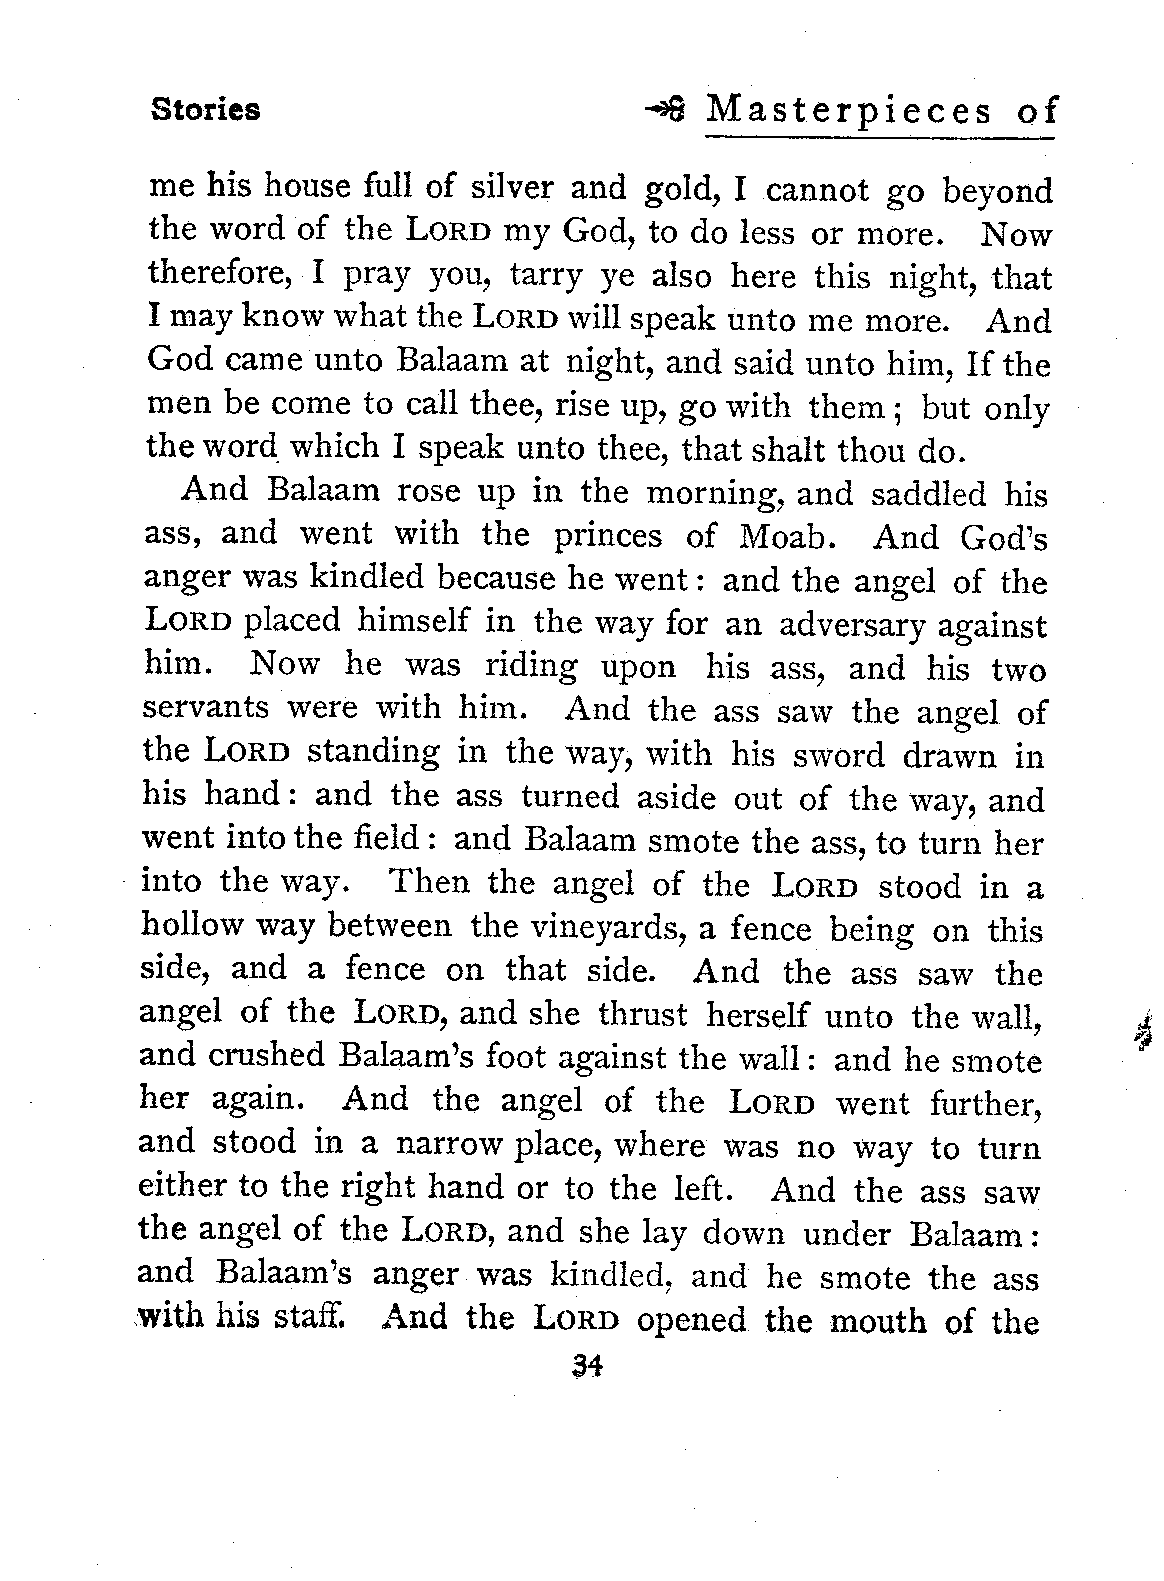 Stories Masterpieces of
me his house full of silver and gold, I cannot go beyond
the word of the LORD my God, to do less or more. Now
therefore, I pray you, tarry ye also here this night, that
I may know what the LORD will speak unto me more. And
God came unto Balaam at night, and said unto him, If the
men be come to call thee, rise up, go with them; but only
the word which I speak unto thee, that shalt thou do.
And Balaam rose up in the morning, and saddled his
ass, and went with the princes of Moab. And God's
anger was kindled because he went: and the angel of the
LORD placed himself in the way for an adversary against
him. Now he was riding upon his ass, and his two
servants were with him. And the ass saw the angel of
the LORD standing in the way, with his sword drawn in
his hand: and the ass turned aside out of the way, and
went into the field: and Balaam smote the ass, to turn her
into the way. Then the angel of the LORD stood in a
hollow way between the vineyards, a fence being on this
side, and a fence on that side. And the ass saw the
angel of the LORD, and she thrust herself unto the wall,
and crushed Balaam's foot against the wall: and he smote
her again. And the angel of the LORD went further,
and stood in a narrow place, where was no way to turn
either to the right hand or to the left. And the ass saw
the angel of the LORD, and she lay down under Balaam:
and Balaam's anger was kindled, and he smote the ass
with his staff. And the LORD opened the mouth of the
34